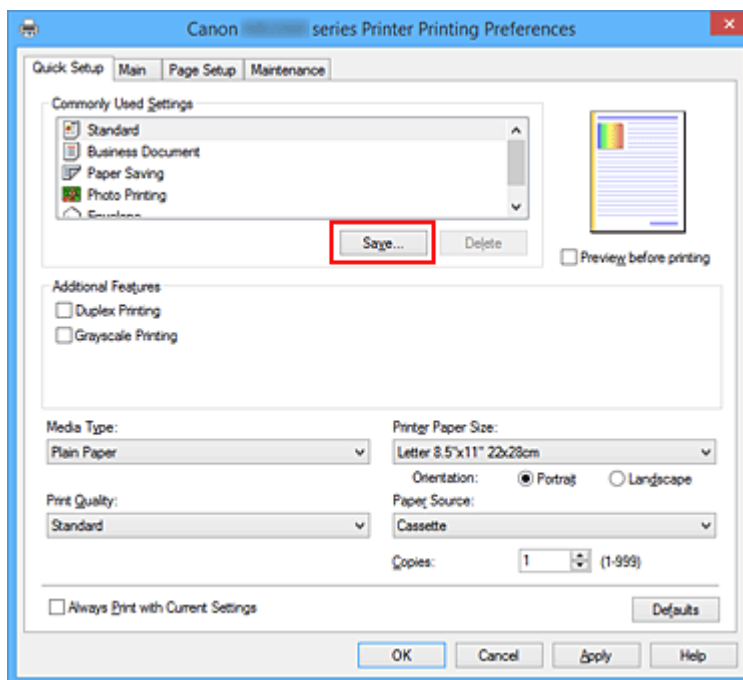 Canon series Printer Printing Preferences
Quick Setup Main Page Setup Maintenance
Commonly Used Settings
Standard
Business Document
Paper Saving
Photo Printing
Envelope
Save... Delete
Preview before printing
Additional Features
Duplex Printing
Grayscale Printing
Media Type: Printer Paper Size:
Plain Paper Letter 8.5"x11" 22x28cm
Orientation: Portrait Landscape
Print Quality: Paper Source:
Standard Cassette
Copies: 1 (1-999)
Always Print with Current Settings Defaults
OK Cancel Apply Help